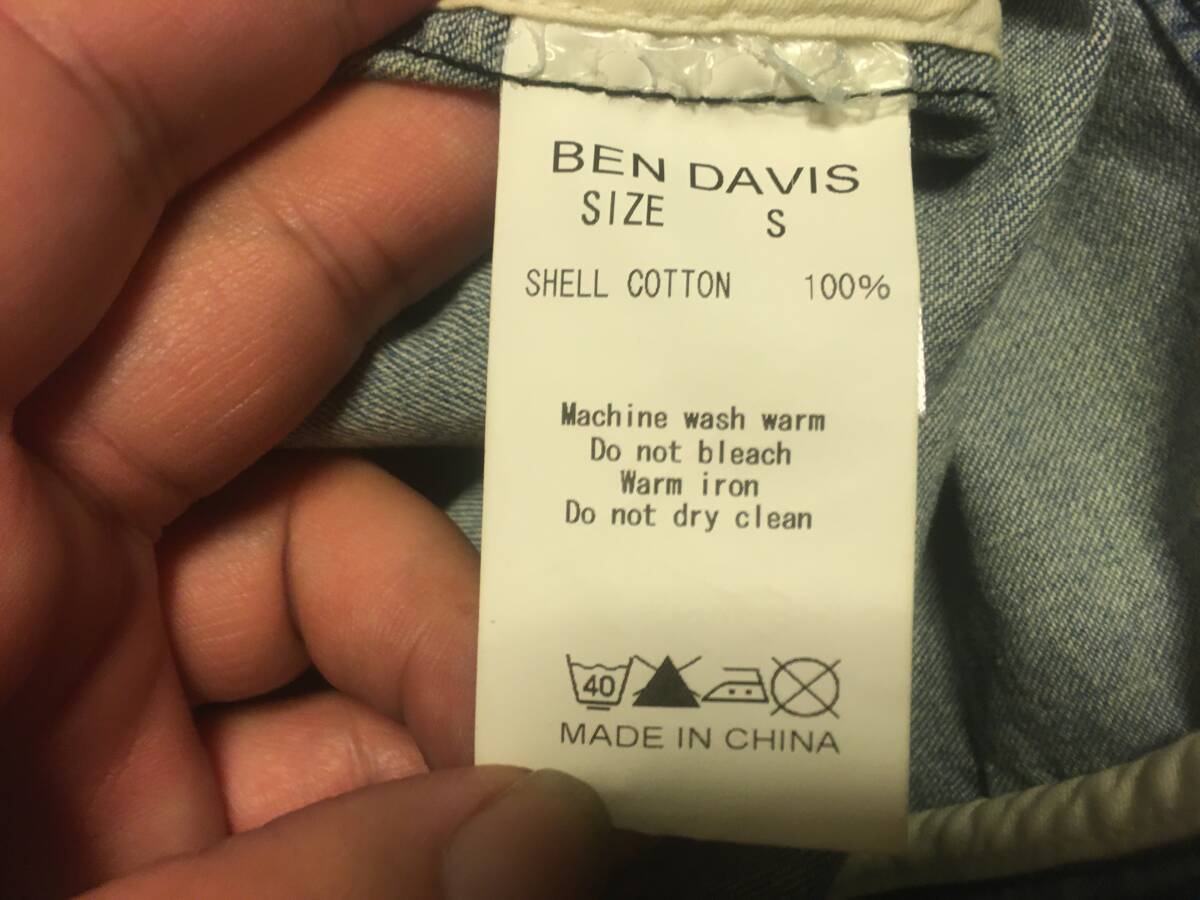 BEN DAVIS
SIZE S
SHELL COTTON 100%
Machine wash warm
Do not bleach
Warm iron
Do not dry clean
40
MADE IN CHINA